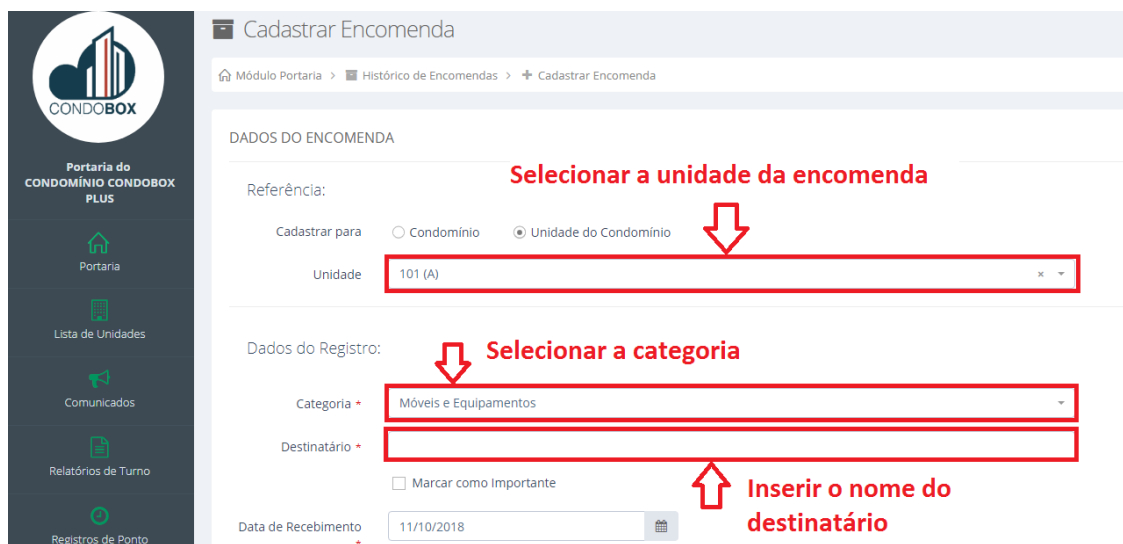 CONDOBOX
Portaria do
CONDOMÍNIO CONDOBOX
PLUS
Portaria
Lista de Unidades
Comunicados
Relatórios de Turno
Registros de Ponto
Cadastrar Encomenda
Módulo Portaria > Histórico de Encomendas > + Cadastrar Encomenda
DADOS DO ENCOMENDA
Selecionar a unidade da encomenda
Referência:
Cadastrar para Condomínio Unidade do Condomínio
Unidade 101 (A) ×
Dados do Registro:
Selecionar a categoria
Categoria * Móveis e Equipamentos
Destinatário *
Marcar como Importante
Inserir o nome do
destinatário
Data de Recebimento 11/10/2018
*